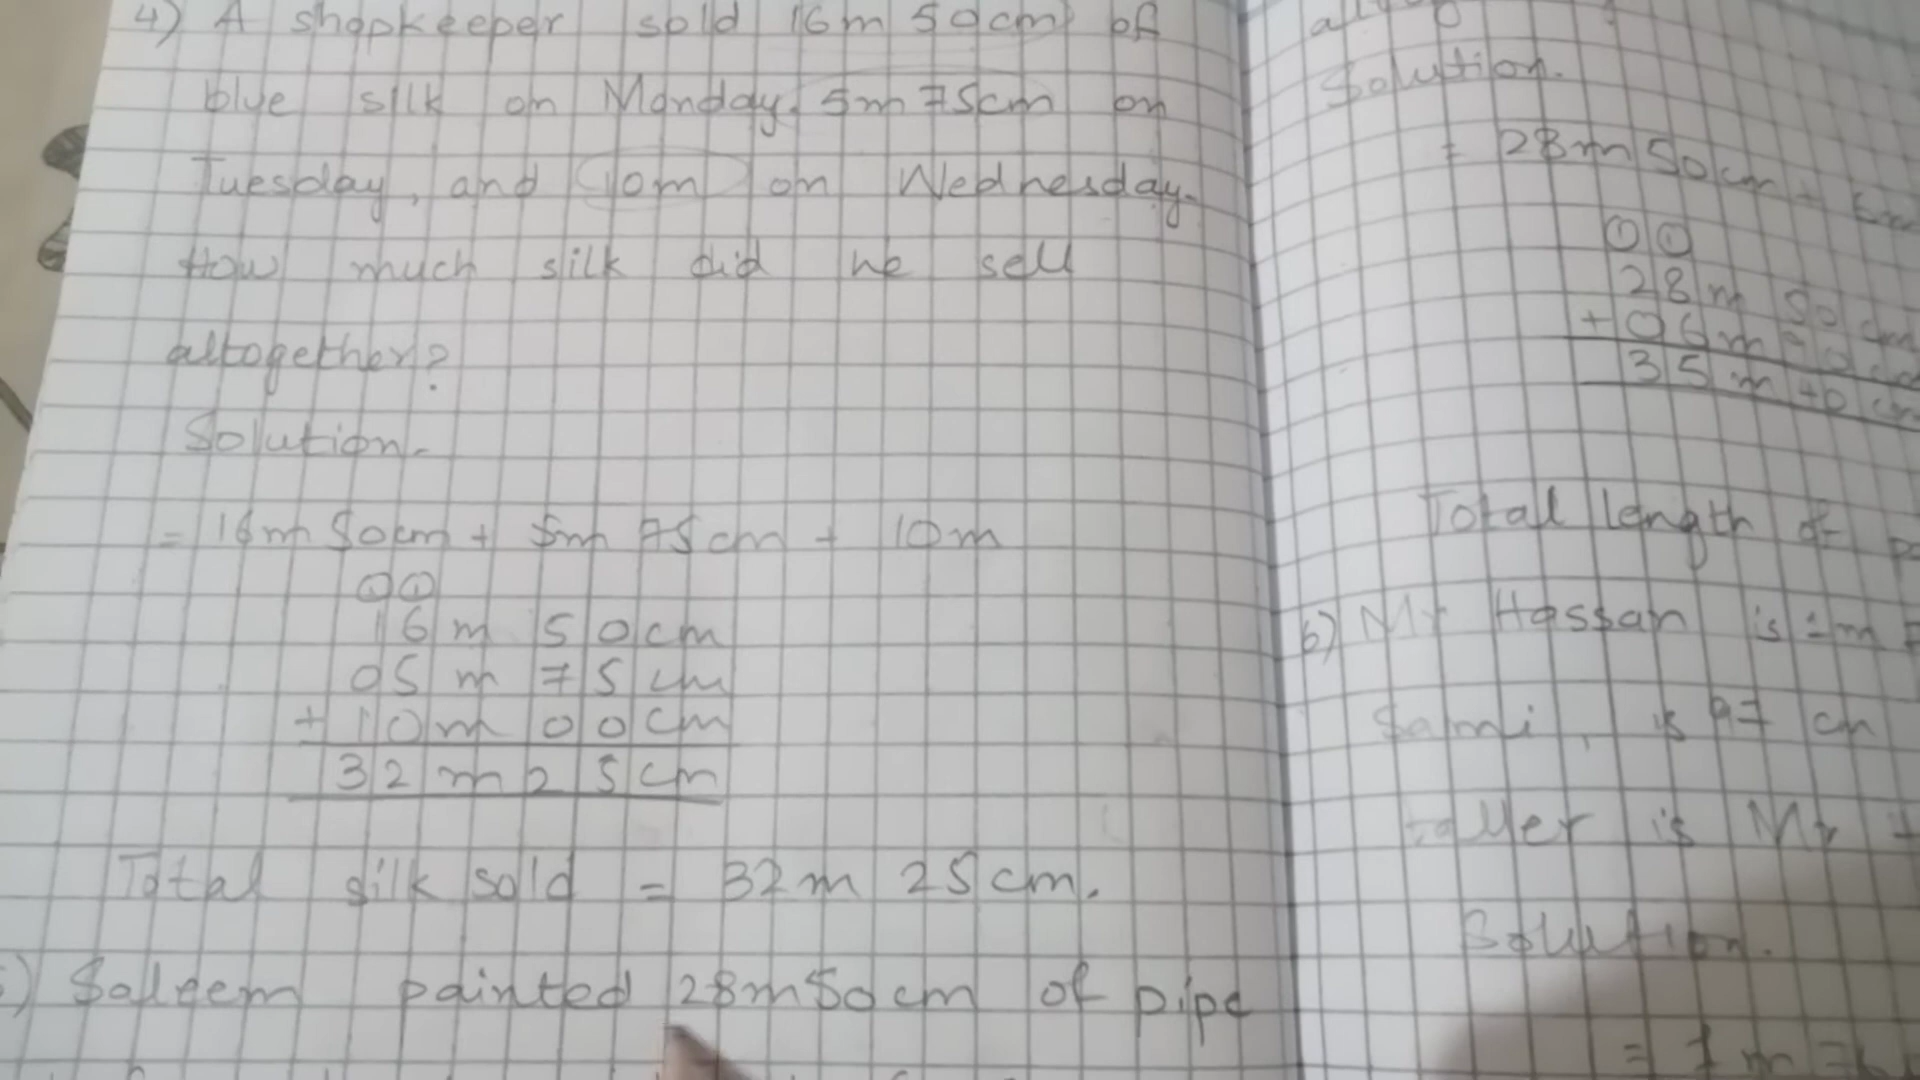 4) A shopkeeper sold 16m 50cm of
blue silk on Monday, 5m 75cm on
Tuesday, and 10m on Wednesday.
How much silk did he sell
altogether?
Solution.
= 16m 50cm + 5m 75cm + 10m
① ①
16 m 50 cm
05 m 75 cm
+ 10 m 00 cm
32 m 25 cm
Total silk sold = 32m 25cm.
) Saleem painted 28m 50cm of pipe
Solution.
= 28m 50cm +
① ①
28 m 50 cm
+ 06 m
35 m
Total length of
6) Mr Hassan is
Salmi, is 97 cm
taller is Mr
Solution.
= 1 m